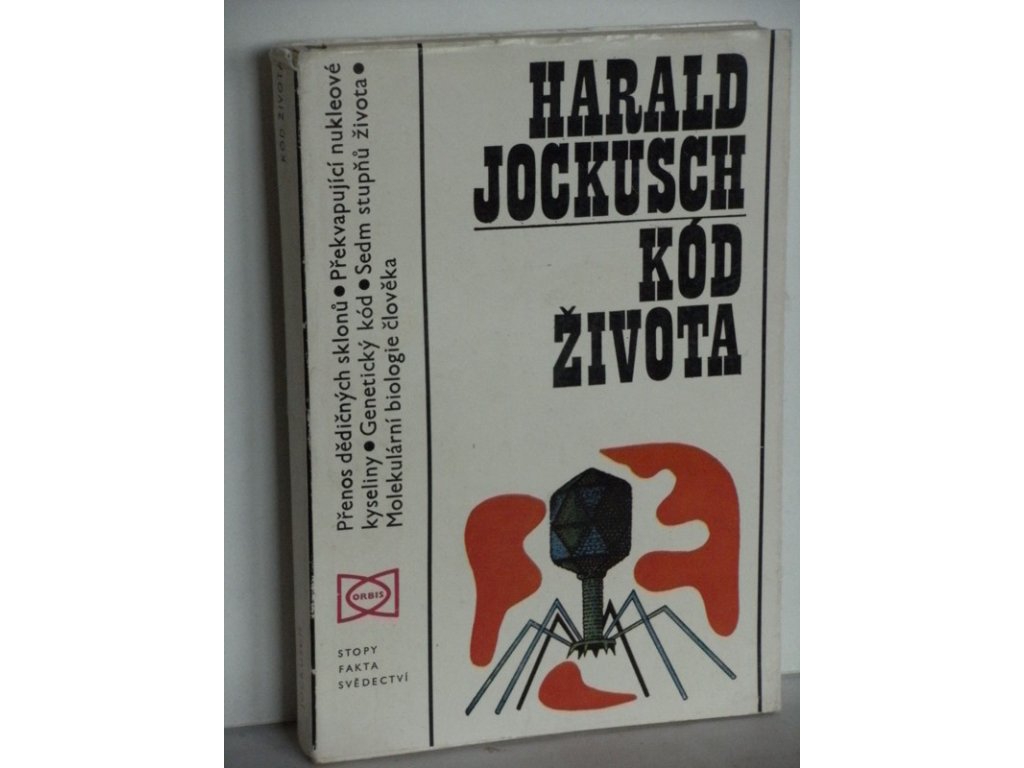 HARALD
JOCKUSCH
KÓD
ŽIVOTA
Přenos dědičných sklonů • Překvapující nukleové
kyseliny • Genetický kód • Sedm stupňů života •
Molekulární biologie člověka
ORBIS
STOPY
FAKTA
SVĚDECTVÍ
KÓD ŽIVOTA